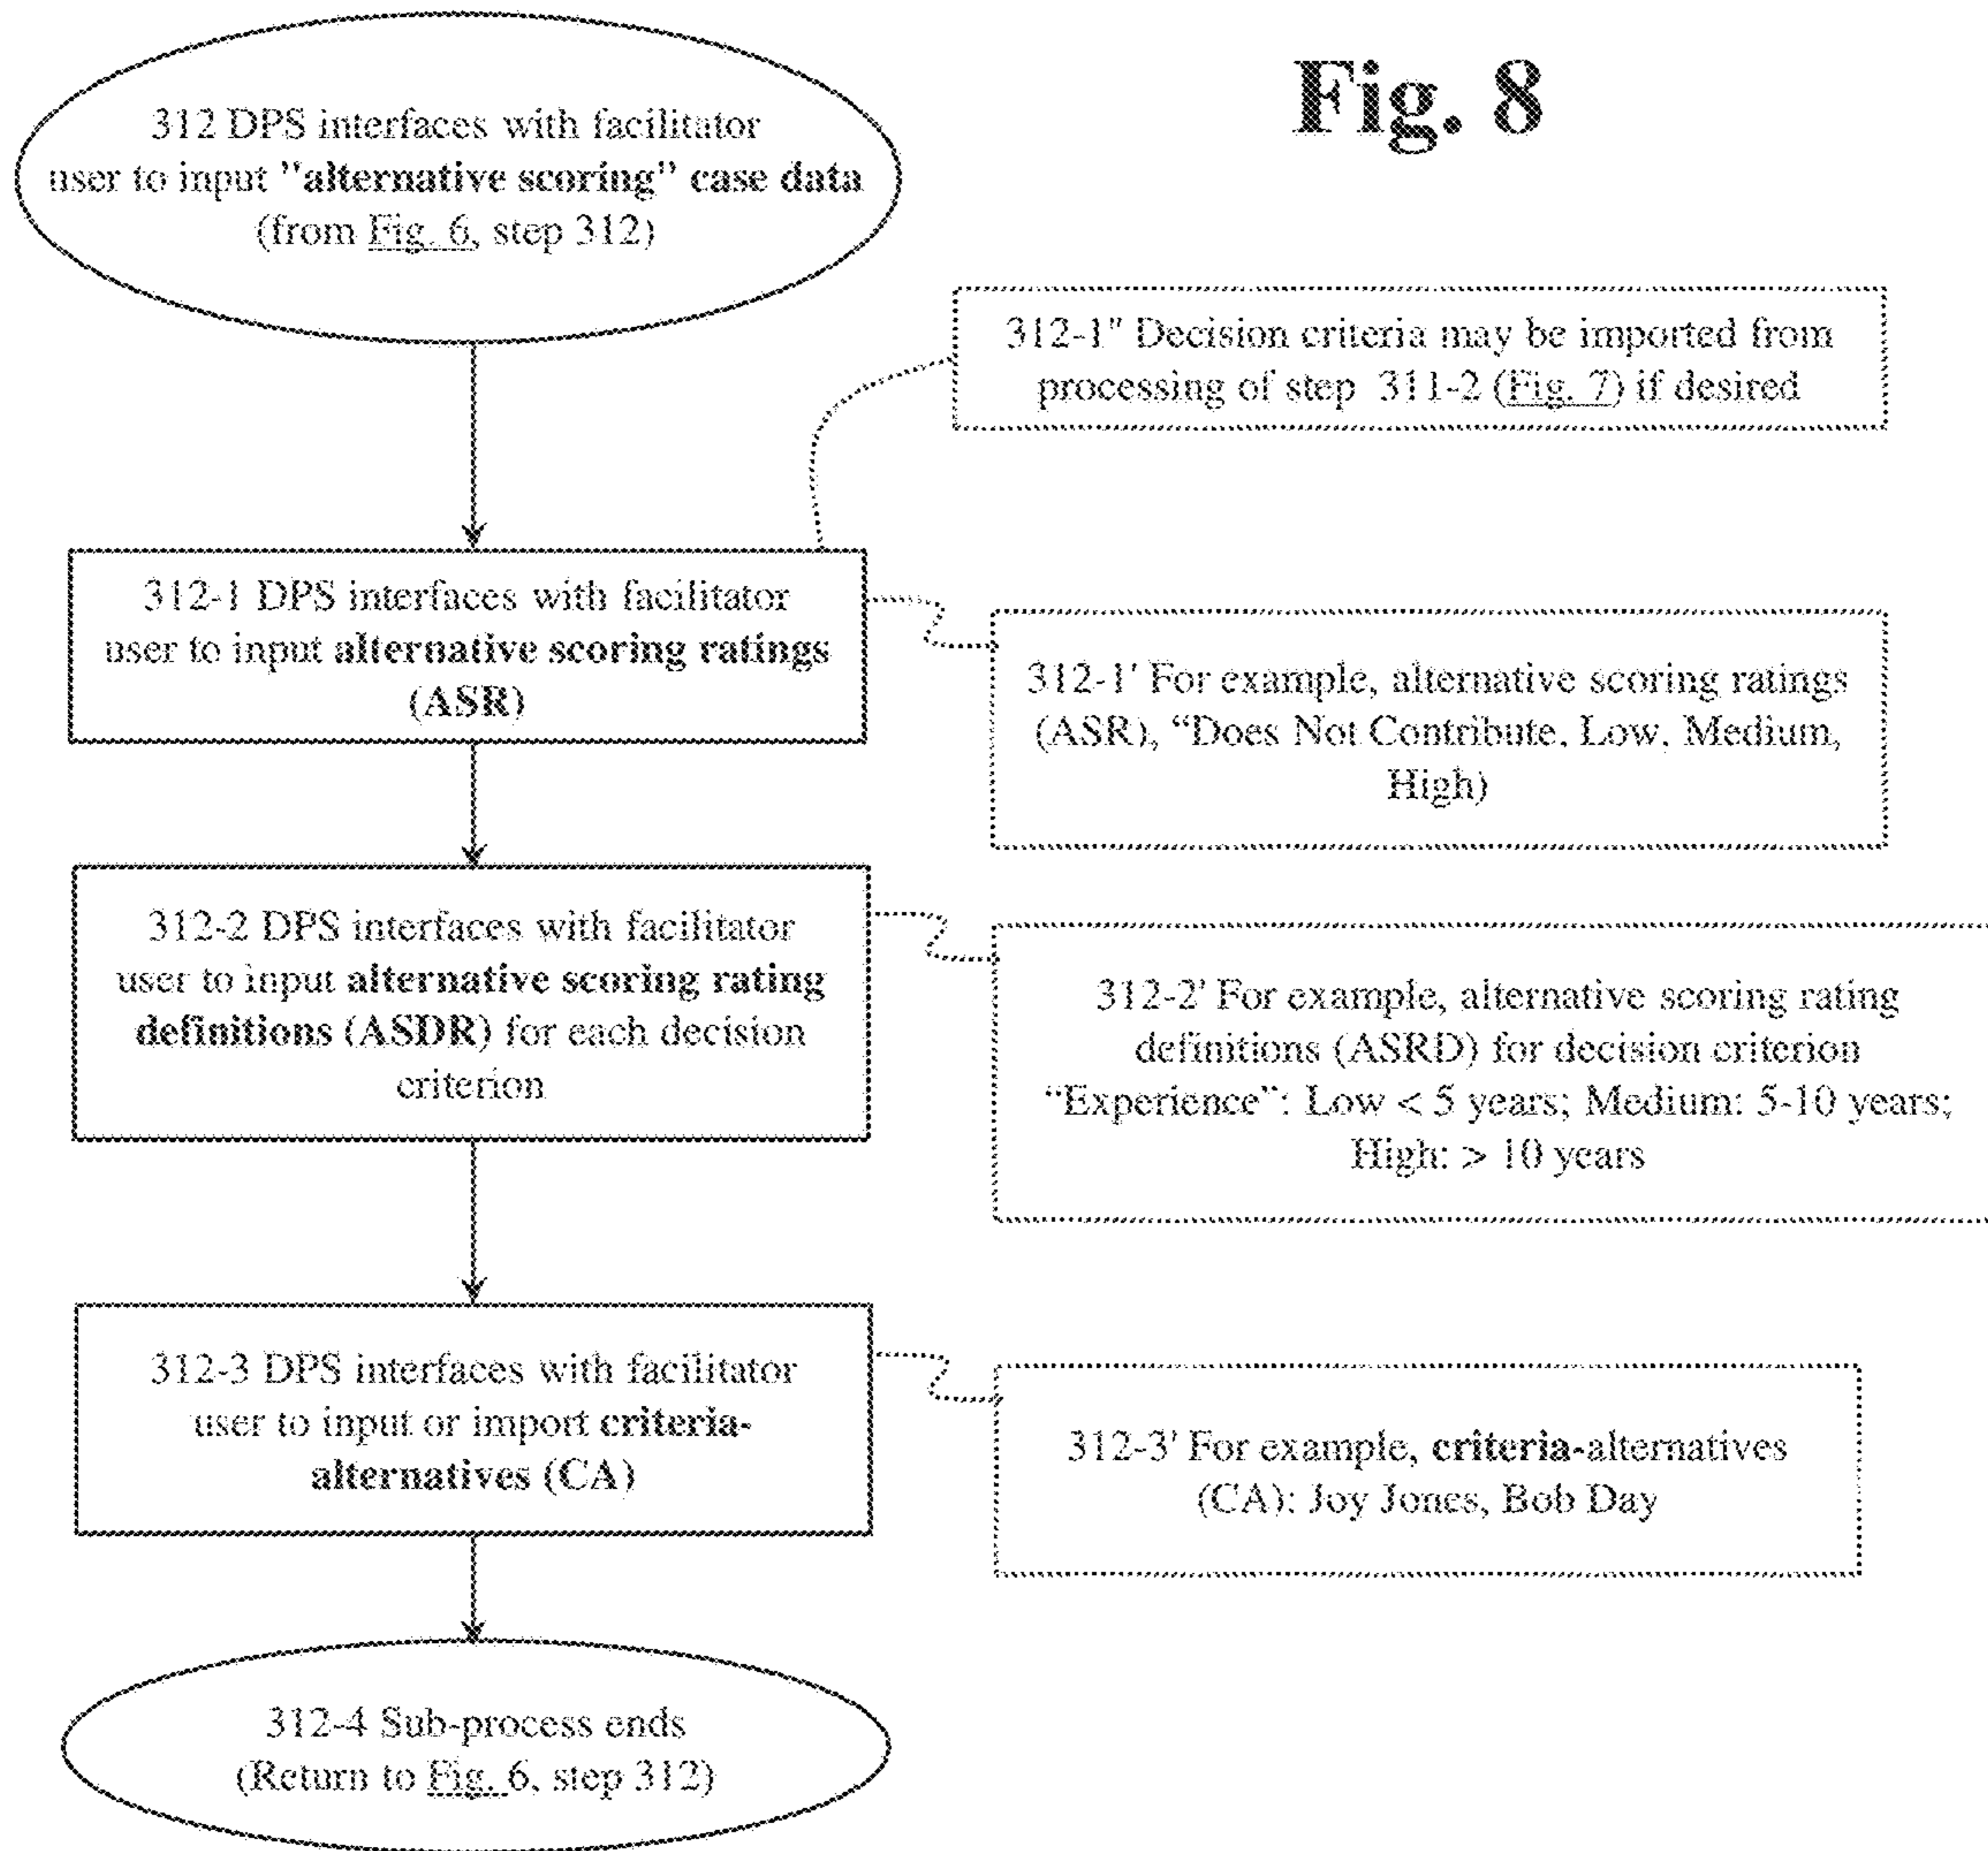 Fig. 8
312 DPS interfaces with facilitator
user to input "alternative scoring" case data
(from Fig. 6, step 312)
312-1" Decision criteria may be imported from
processing of step 311-2 (Fig. 7) if desired
312-1 DPS interfaces with facilitator
user to input alternative scoring ratings
(ASR)
312-1' For example, alternative scoring ratings
(ASR), “Does Not Contribute, Low, Medium,
High)
312-2 DPS interfaces with facilitator
user to input alternative scoring rating
definitions (ASDR) for each decision
criterion
312-2' For example, alternative scoring rating
definitions (ASRD) for decision criterion
“Experience”: Low < 5 years; Medium: 5-10 years;
High: > 10 years
312-3 DPS interfaces with facilitator
user to input or import criteria-
alternatives (CA)
312-3' For example, criteria-alternatives
(CA): Joy Jones, Bob Day
312-4 Sub-process ends
(Return to Fig. 6, step 312)